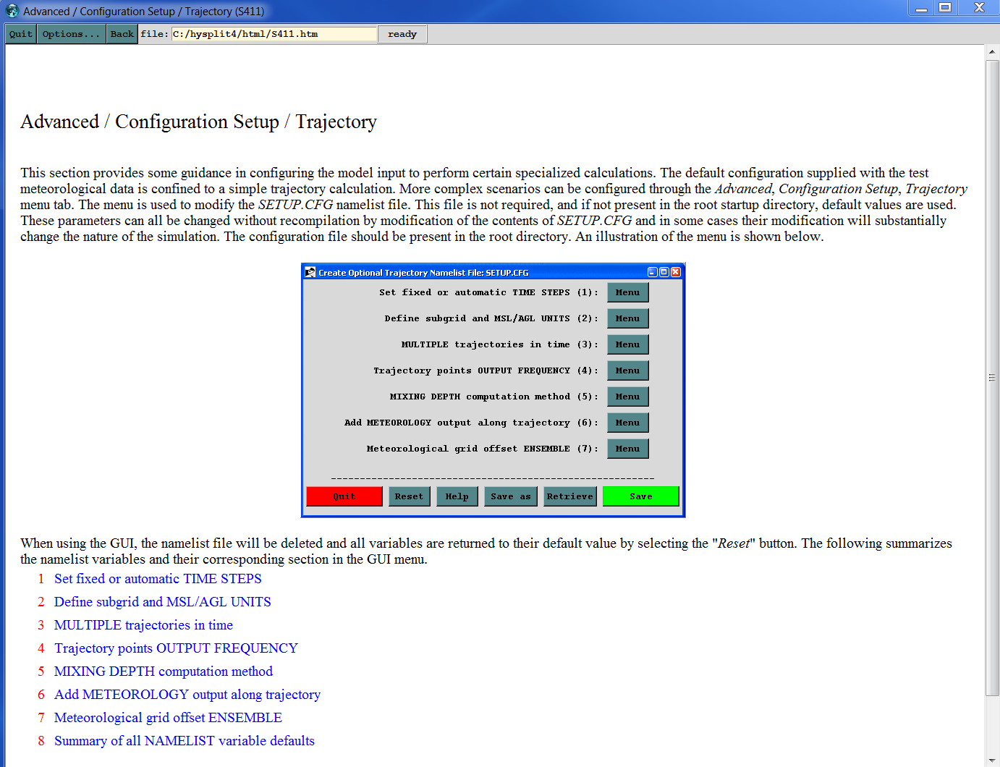 Advanced / Configuration Setup / Trajectory (S411)
Quit Options... Back file: C:/hysplit4/html/S411.htm ready
Advanced / Configuration Setup / Trajectory
This section provides some guidance in configuring the model input to perform certain specialized calculations. The default configuration supplied with the test
meteorological data is confined to a simple trajectory calculation. More complex scenarios can be configured through the Advanced, Configuration Setup, Trajectory
menu tab. The menu is used to modify the SETUP.CFG namelist file. This file is not required, and if not present in the root startup directory, default values are used.
These parameters can all be changed without recompilation by modification of the contents of SETUP.CFG and in some cases their modification will substantially
change the nature of the simulation. The configuration file should be present in the root directory. An illustration of the menu is shown below.
Create Optional Trajectory Namelist File: SETUP.CFG
Set fixed or automatic TIME STEPS (1): Menu
Define subgrid and MSL/AGL UNITS (2): Menu
MULTIPLE trajectories in time (3): Menu
Trajectory points OUTPUT FREQUENCY (4): Menu
MIXING DEPTH computation method (5): Menu
Add METEOROLOGY output along trajectory (6): Menu
Meteorological grid offset ENSEMBLE (7): Menu
Quit Reset Help Save as Retrieve Save
When using the GUI, the namelist file will be deleted and all variables are returned to their default value by selecting the "Reset" button. The following summarizes
the namelist variables and their corresponding section in the GUI menu.
1 Set fixed or automatic TIME STEPS
2 Define subgrid and MSL/AGL UNITS
3 MULTIPLE trajectories in time
4 Trajectory points OUTPUT FREQUENCY
5 MIXING DEPTH computation method
6 Add METEOROLOGY output along trajectory
7 Meteorological grid offset ENSEMBLE
8 Summary of all NAMELIST variable defaults